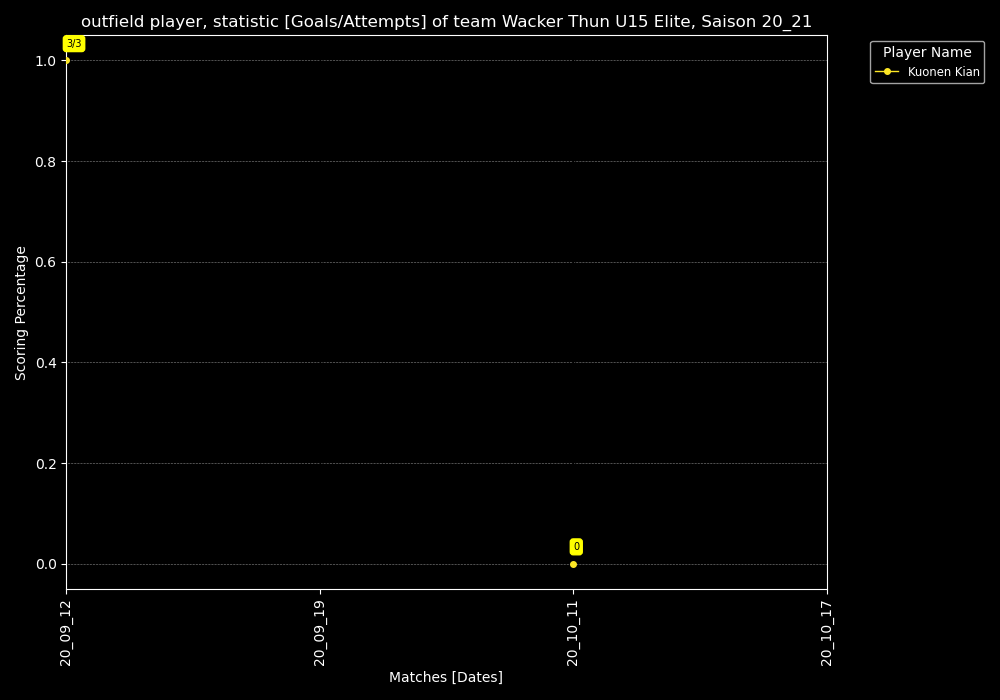 outfield player, statistic [Goals/Attempts] of team Wacker Thun U15 Elite, Saison 20_21
3/3
Player Name
Kuonen Kian
1.0
0.8
0.6
0.4
0.2
0.0
Scoring Percentage
0
20_09_12
20_09_19
20_10_11
20_10_17
Matches [Dates]